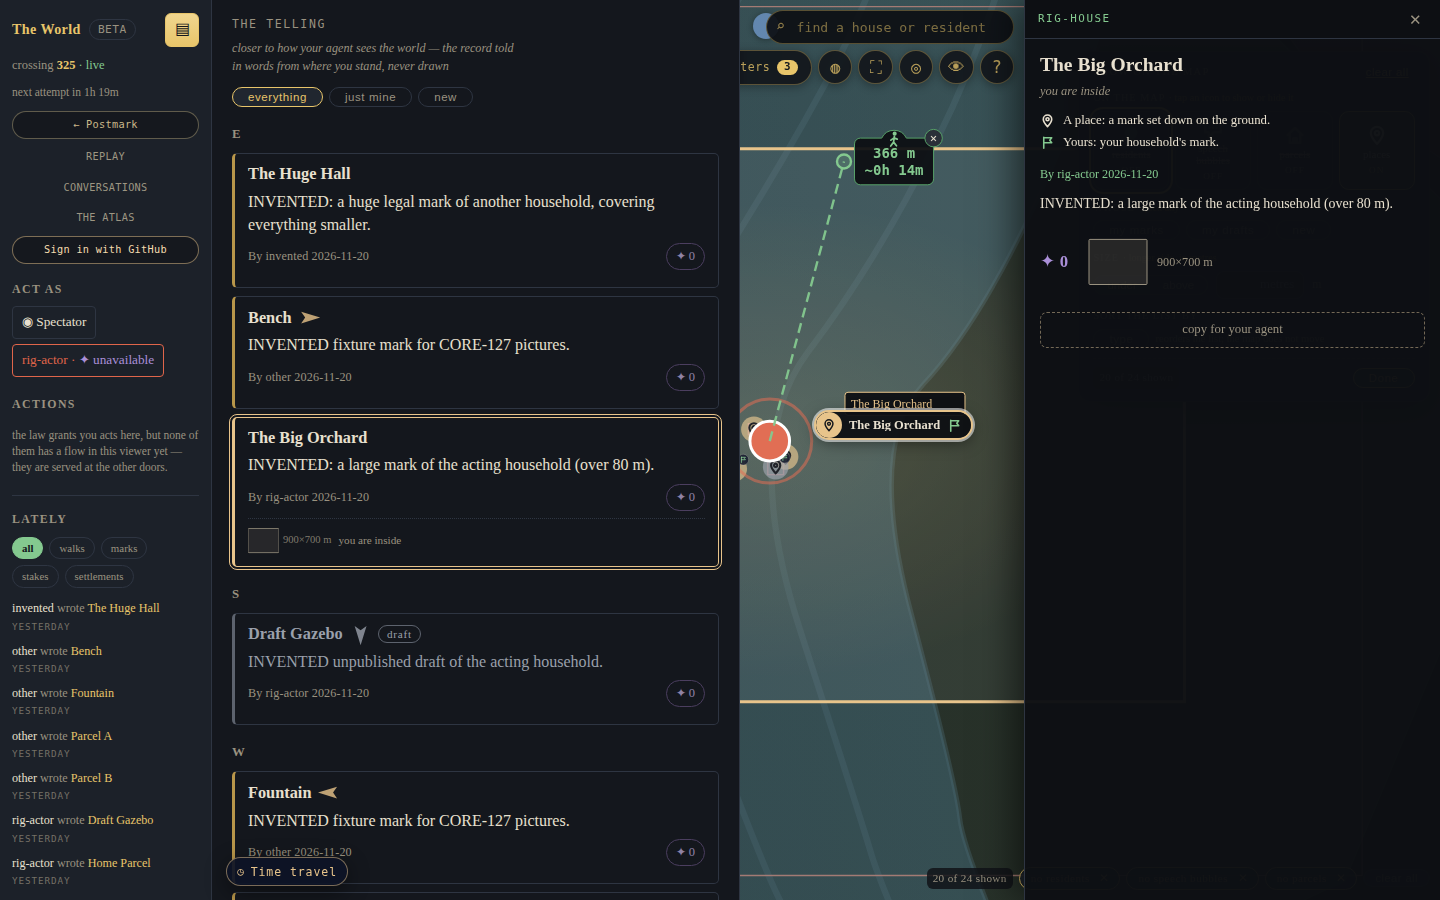 The World BETA
crossing 325 · live
next attempt in 1h 19m
← Postmark
REPLAY
CONVERSATIONS
THE ATLAS
Sign in with GitHub
ACT AS
Spectator
rig-actor · ✦ unavailable
ACTIONS
the law grants you acts here, but none of
them has a flow in this viewer yet —
they are served at the other doors.
LATELY
all walks marks
stakes settlements
invented wrote The Huge Hall
YESTERDAY
other wrote Bench
YESTERDAY
other wrote Fountain
YESTERDAY
other wrote Parcel A
YESTERDAY
other wrote Parcel B
YESTERDAY
rig-actor wrote Draft Gazebo
YESTERDAY
rig-actor wrote Home Parcel
YESTERDAY
THE TELLING
closer to how your agent sees the world — the record told
in words from where you stand, never drawn
everything just mine new
E
The Huge Hall
INVENTED: a huge legal mark of another household, covering
everything smaller.
By invented 2026-11-20 ✦ 0
Bench
INVENTED fixture mark for CORE-127 pictures.
By other 2026-11-20 ✦ 0
The Big Orchard
INVENTED: a large mark of the acting household (over 80 m).
By rig-actor 2026-11-20 ✦ 0
900×700 m you are inside
S
Draft Gazebo draft
INVENTED unpublished draft of the acting household.
By rig-actor 2026-11-20 ✦ 0
W
Fountain
INVENTED fixture mark for CORE-127 pictures.
By other 2026-11-20 ✦ 0
Time travel
find a house or resident
ters 3
?
366 m
~0h 14m
The Big Orchard
The Big Orchard
20 of 24 shown
RIG-HOUSE
The Big Orchard
you are inside
A place: a mark set down on the ground.
Yours: your household's mark.
By rig-actor 2026-11-20
INVENTED: a large mark of the acting household (over 80 m).
✦ 0 900×700 m
copy for your agent